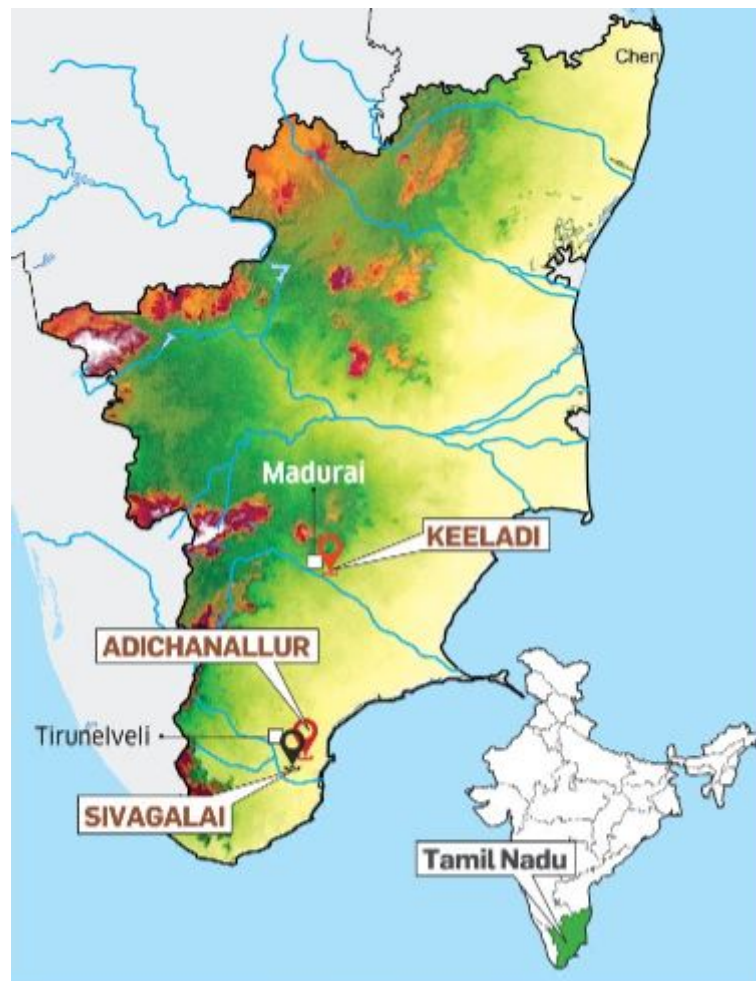 Chen
Madurai
KEELADI
ADICHANALLUR
Tirunelveli
SIVAGALAI
Tamil Nadu